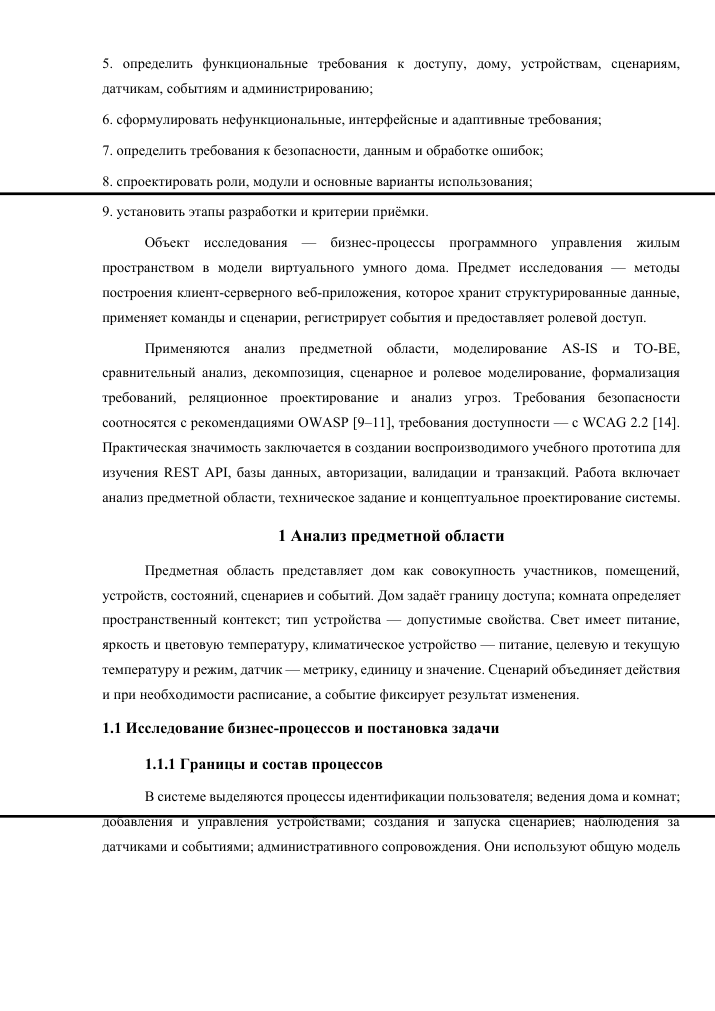 5. определить функциональные требования к доступу, дому, устройствам, сценариям,
датчикам, событиям и администрированию;
6. сформулировать нефункциональные, интерфейсные и адаптивные требования;
7. определить требования к безопасности, данным и обработке ошибок;
8. спроектировать роли, модули и основные варианты использования;
9. установить этапы разработки и критерии приёмки.
Объект исследования — бизнес-процессы программного управления жилым
пространством в модели виртуального умного дома. Предмет исследования — методы
построения клиент-серверного веб-приложения, которое хранит структурированные данные,
применяет команды и сценарии, регистрирует события и предоставляет ролевой доступ.
Применяются анализ предметной области, моделирование AS-IS и TO-BE,
сравнительный анализ, декомпозиция, сценарное и ролевое моделирование, формализация
требований, реляционное проектирование и анализ угроз. Требования безопасности
соотносятся с рекомендациями OWASP [9–11], требования доступности — с WCAG 2.2 [14].
Практическая значимость заключается в создании воспроизводимого учебного прототипа для
изучения REST API, базы данных, авторизации, валидации и транзакций. Работа включает
анализ предметной области, техническое задание и концептуальное проектирование системы.
1 Анализ предметной области
Предметная область представляет дом как совокупность участников, помещений,
устройств, состояний, сценариев и событий. Дом задаёт границу доступа; комната определяет
пространственный контекст; тип устройства — допустимые свойства. Свет имеет питание,
яркость и цветовую температуру, климатическое устройство — питание, целевую и текущую
температуру и режим, датчик — метрику, единицу и значение. Сценарий объединяет действия
и при необходимости расписание, а событие фиксирует результат изменения.
1.1 Исследование бизнес-процессов и постановка задачи
1.1.1 Границы и состав процессов
В системе выделяются процессы идентификации пользователя; ведения дома и комнат;
добавления и управления устройствами; создания и запуска сценариев; наблюдения за
датчиками и событиями; административного сопровождения. Они используют общую модель